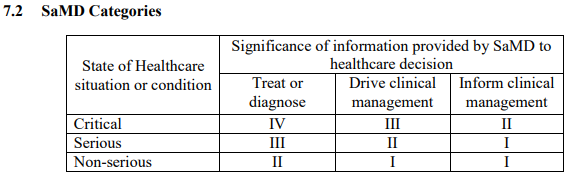 7.2 SaMD Categories
State of Healthcare situation or condition
Significance of information provided by SaMD to healthcare decision
Treat or diagnose
Drive clinical management
Inform clinical management
Critical IV III II
Serious III II I
Non-serious II I I